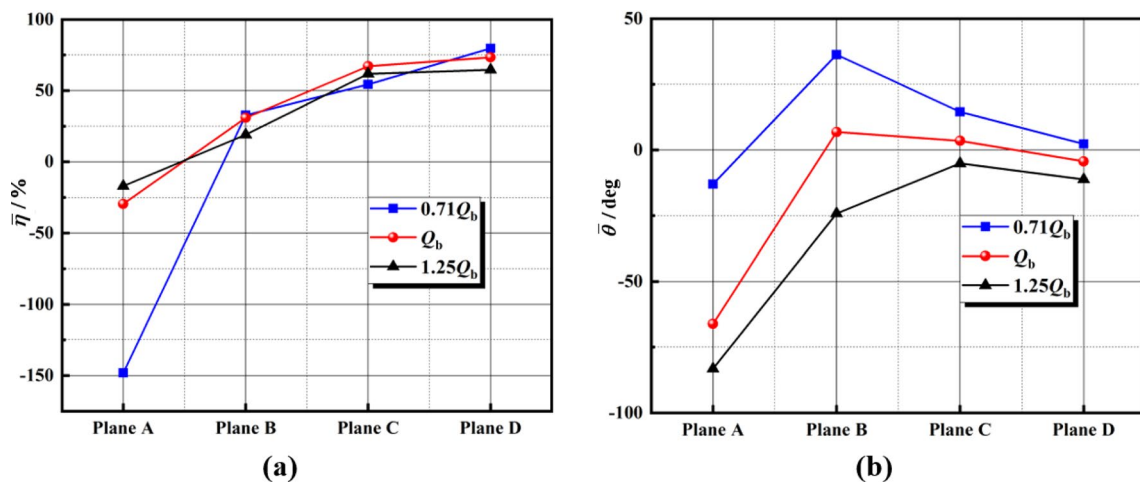 100
50
0
-50
-100
-150
η̄ / %
0.71Qb
Qb
1.25Qb
Plane A Plane B Plane C Plane D
(a)
50
0
-50
-100
θ̄ / deg
0.71Qb
Qb
1.25Qb
Plane A Plane B Plane C Plane D
(b)